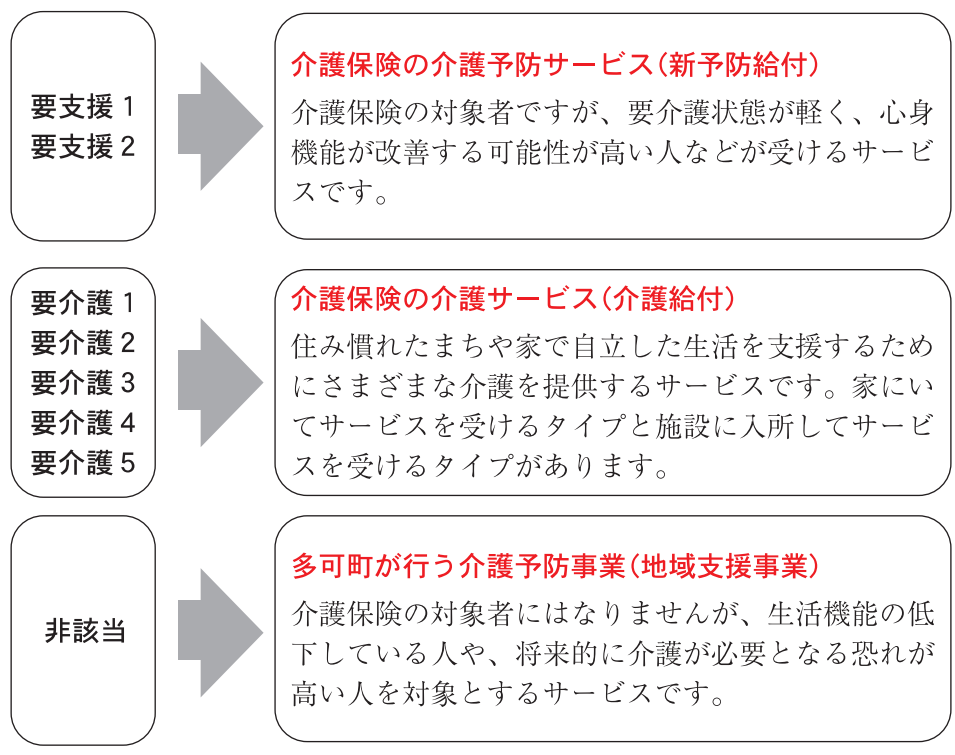 要支援1
要支援2
介護保険の介護予防サービス(新予防給付)
介護保険の対象者ですが、要介護状態が軽く、心身
機能が改善する可能性が高い人などが受けるサービ
スです。
要介護1
要介護2
要介護3
要介護4
要介護5
介護保険の介護サービス(介護給付)
住み慣れたまちや家で自立した生活を支援するため
にさまざまな介護を提供するサービスです。家にい
てサービスを受けるタイプと施設に入所してサービ
スを受けるタイプがあります。
非該当
多可町が行う介護予防事業(地域支援事業)
介護保険の対象者にはなりませんが、生活機能の低
下している人や、将来的に介護が必要となる恐れが
高い人を対象とするサービスです。